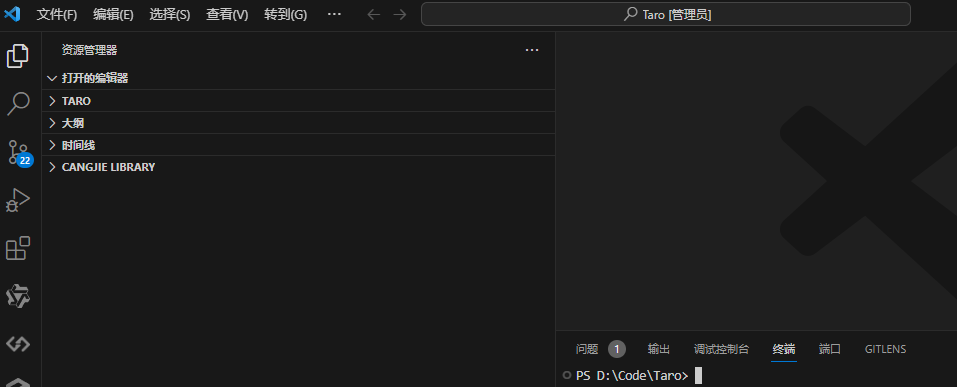 文件(F) 编辑(E) 选择(S) 查看(V) 转到(G) ··· Taro [管理员]
资源管理器 ···
打开的编辑器
TARO
大纲
时间线
CANGJIE LIBRARY
22
问题 1 输出 调试控制台 终端 端口 GITLENS
PS D:\Code\Taro>